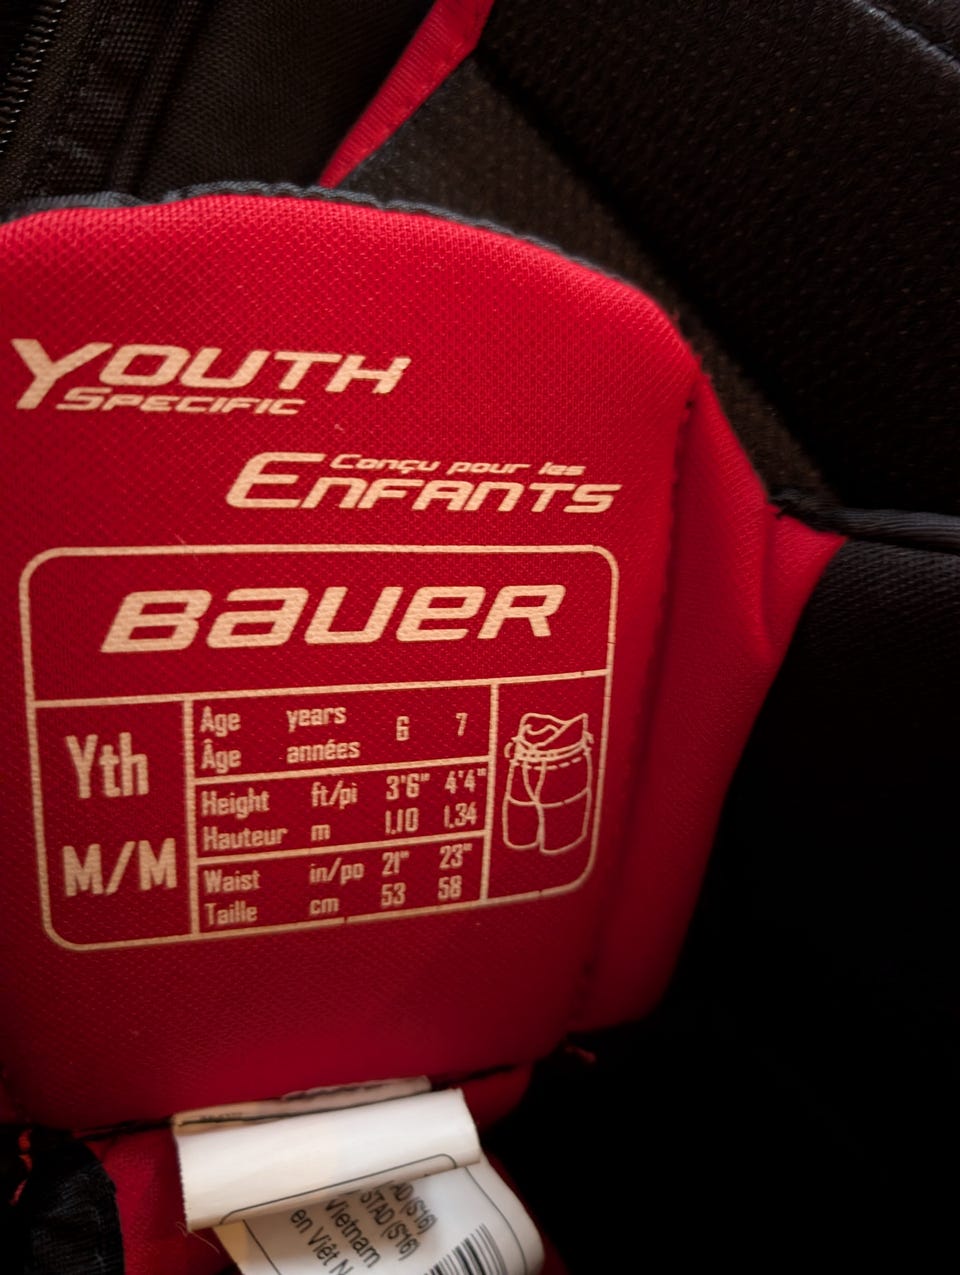 YOUTH
SPECIFIC
Conçu pour les
ENFANTS
BAUER
Yth
M/M
Age years 6 7
Âge années
Height ft/pi 3'6" 4'4"
Hauteur m 1.10 1.34
Waist in/po 21" 23"
Taille cm 53 58
STAD (S16)
Vietnam
en Việt N